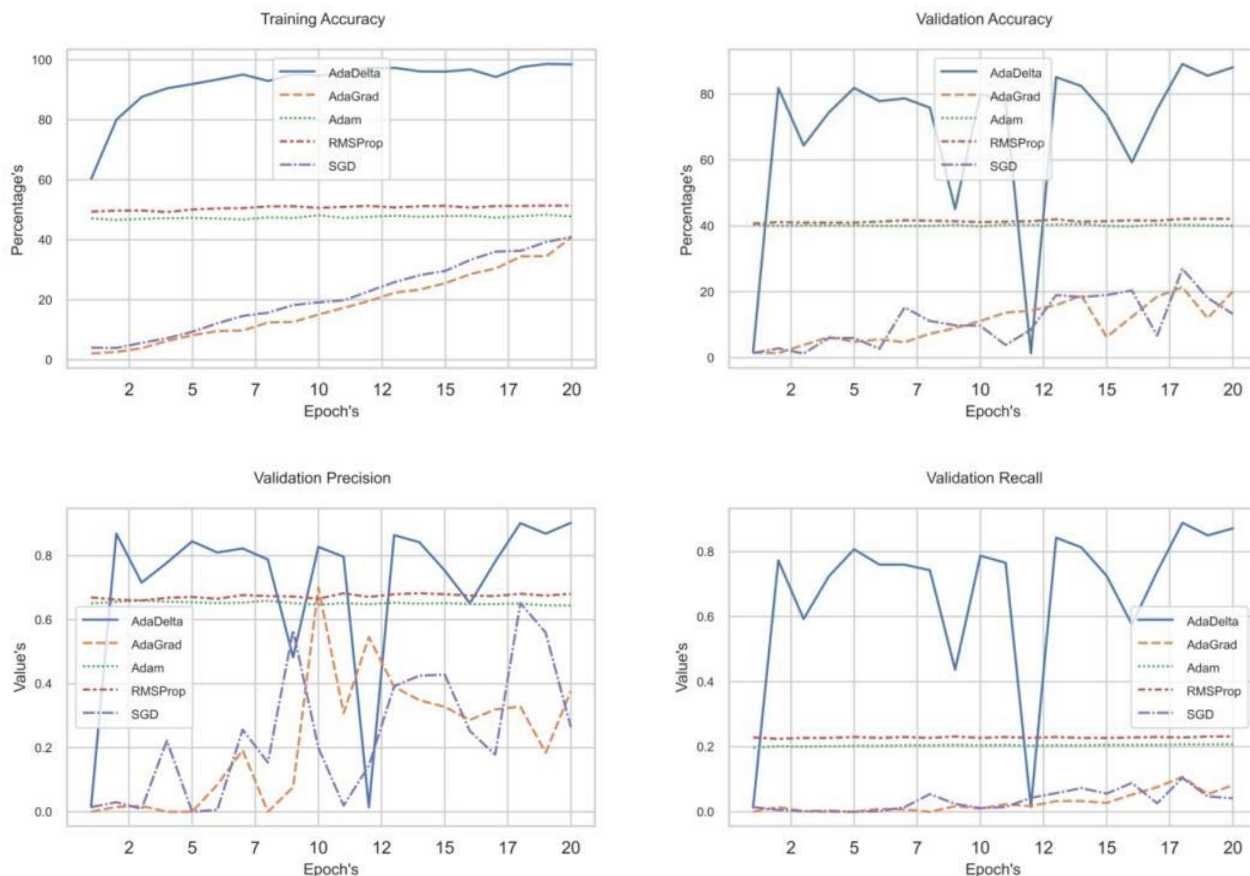 Training Accuracy
Percentage's
100
80
60
40
20
0
AdaDelta
AdaGrad
Adam
RMSProp
SGD
2 5 7 10 12 15 17 20
Epoch's
Validation Accuracy
Percentage's
80
60
40
20
0
AdaDelta
AdaGrad
Adam
RMSProp
SGD
2 5 7 10 12 15 17 20
Epoch's
Validation Precision
Value's
0.8
0.6
0.4
0.2
0.0
AdaDelta
AdaGrad
Adam
RMSProp
SGD
2 5 7 10 12 15 17 20
Epoch's
Validation Recall
Value's
0.8
0.6
0.4
0.2
0.0
AdaDelta
AdaGrad
Adam
RMSProp
SGD
2 5 7 10 12 15 17 20
Epoch's